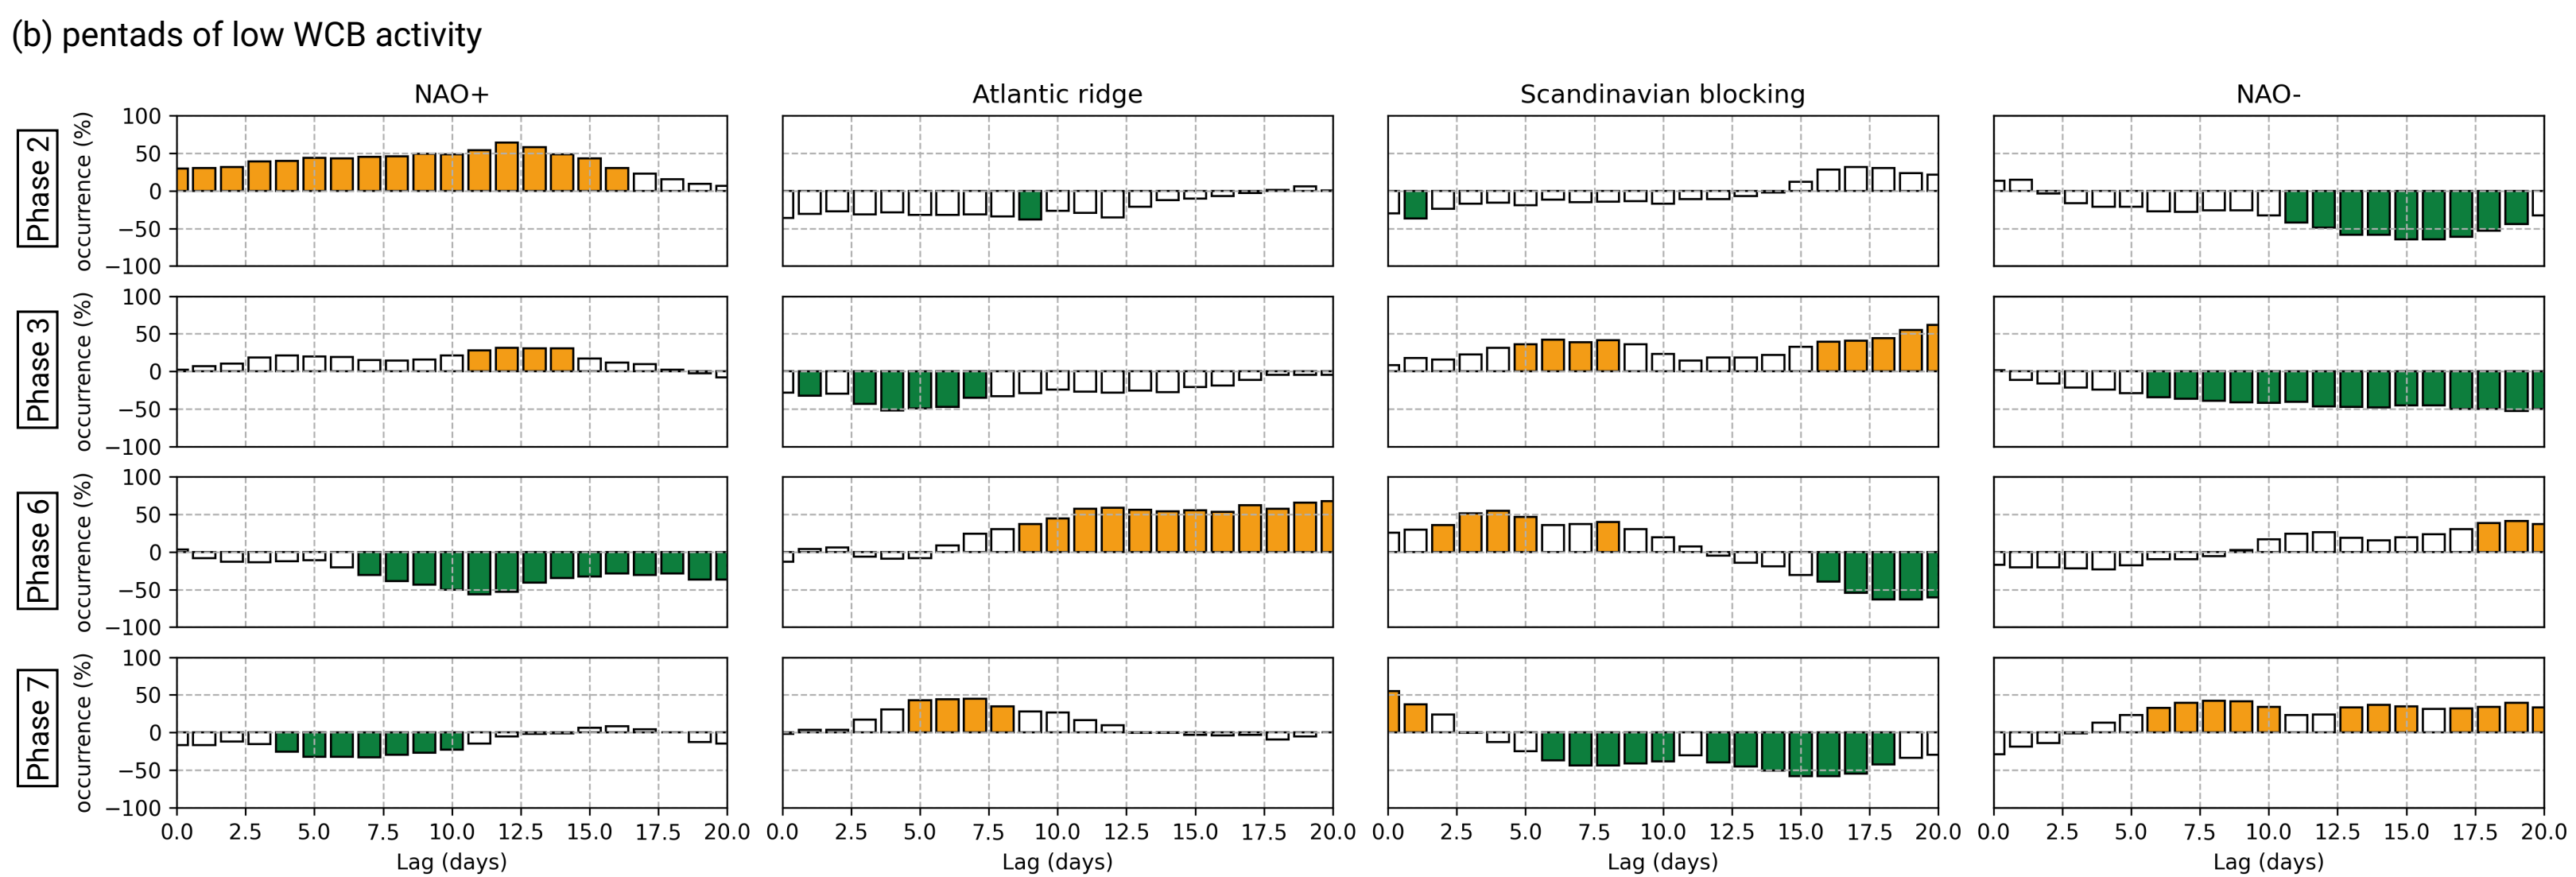 (b) pentads of low WCB activity
NAO+ Atlantic ridge Scandinavian blocking NAO-
Phase 2
occurrence (%)
100
50
0
−50
−100
Phase 3
occurrence (%)
100
50
0
−50
−100
Phase 6
occurrence (%)
100
50
0
−50
−100
Phase 7
occurrence (%)
100
50
0
−50
−100
0.0 2.5 5.0 7.5 10.0 12.5 15.0 17.5 20.0 0.0 2.5 5.0 7.5 10.0 12.5 15.0 17.5 20.0 0.0 2.5 5.0 7.5 10.0 12.5 15.0 17.5 20.0 0.0 2.5 5.0 7.5 10.0 12.5 15.0 17.5 20.0
Lag (days) Lag (days) Lag (days) Lag (days)